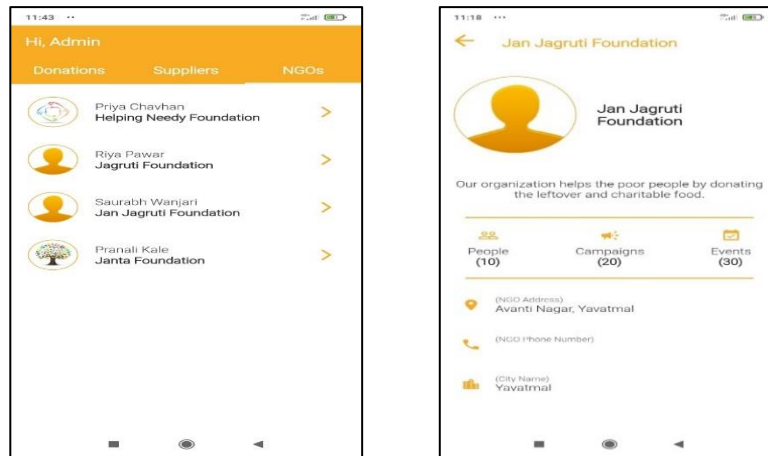 11:43 ...
Hi, Admin
Donations Suppliers NGOs
Priya Chavhan
Helping Needy Foundation
Riya Pawar
Jagruti Foundation
Saurabh Wanjari
Jan Jagruti Foundation
Pranali Kale
Janta Foundation
11:18 ...
Jan Jagruti Foundation
Jan Jagruti
Foundation
Our organization helps the poor people by donating
the leftover and charitable food.
People Campaigns Events
(10) (20) (30)
(NGO Address)
Avanti Nagar, Yavatmal
(NGO Phone Number)
(City Name)
Yavatmal